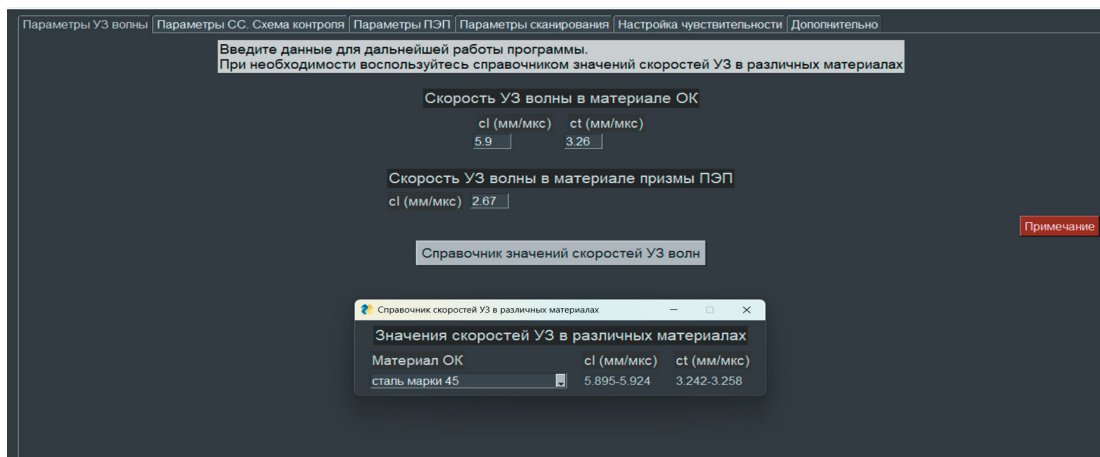 Параметры УЗ волны Параметры СС. Схема контроля Параметры ПЭП Параметры сканирования Настройка чувствительности Дополнительно
Введите данные для дальнейшей работы программы.
При необходимости воспользуйтесь справочником значений скоростей УЗ в различных материалах
Скорость УЗ волны в материале ОК
cl (мм/мкс) ct (мм/мкс)
5.9 3.26
Скорость УЗ волны в материале призмы ПЭП
cl (мм/мкс) 2.67
Примечание
Справочник значений скоростей УЗ волн
Справочник скоростей УЗ в различных материалах
Значения скоростей УЗ в различных материалах
Материал ОК cl (мм/мкс) ct (мм/мкс)
сталь марки 45 5.895-5.924 3.242-3.258